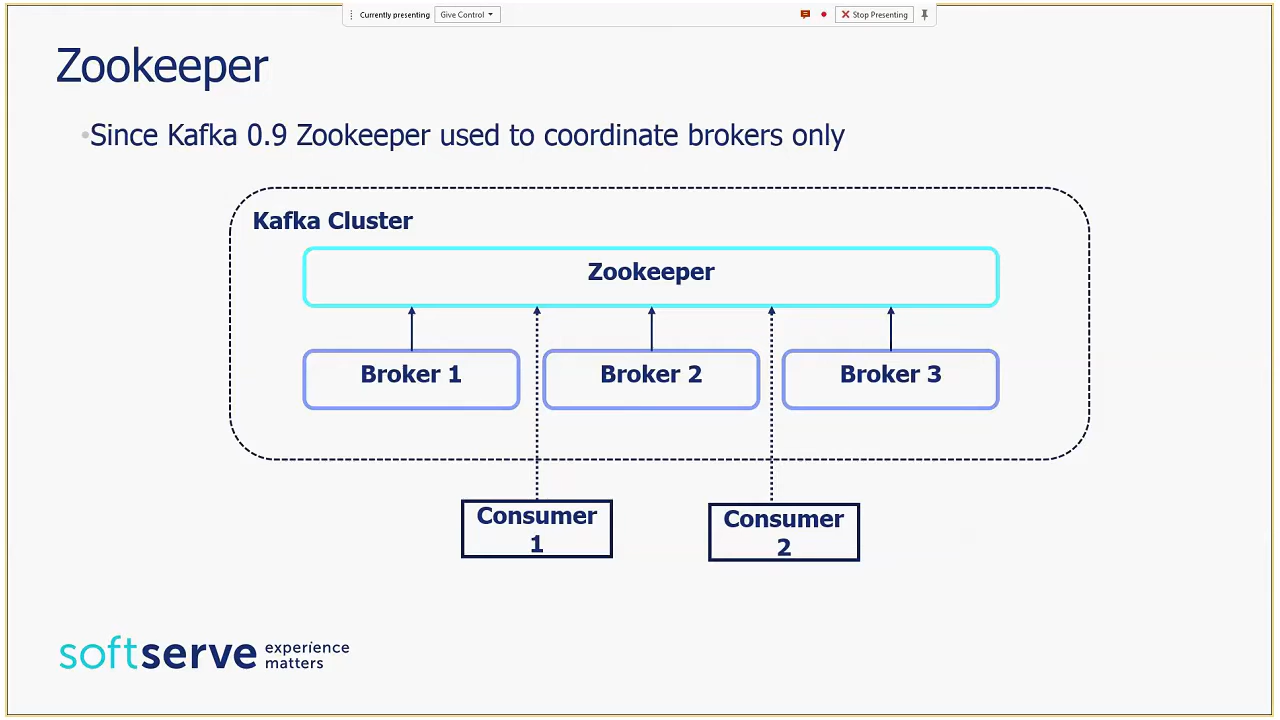 Currently presenting Give Control Stop Presenting
Zookeeper
•Since Kafka 0.9 Zookeeper used to coordinate brokers only
Kafka Cluster
Zookeeper
Broker 1 Broker 2 Broker 3
Consumer
1
Consumer
2
softserve experience
matters